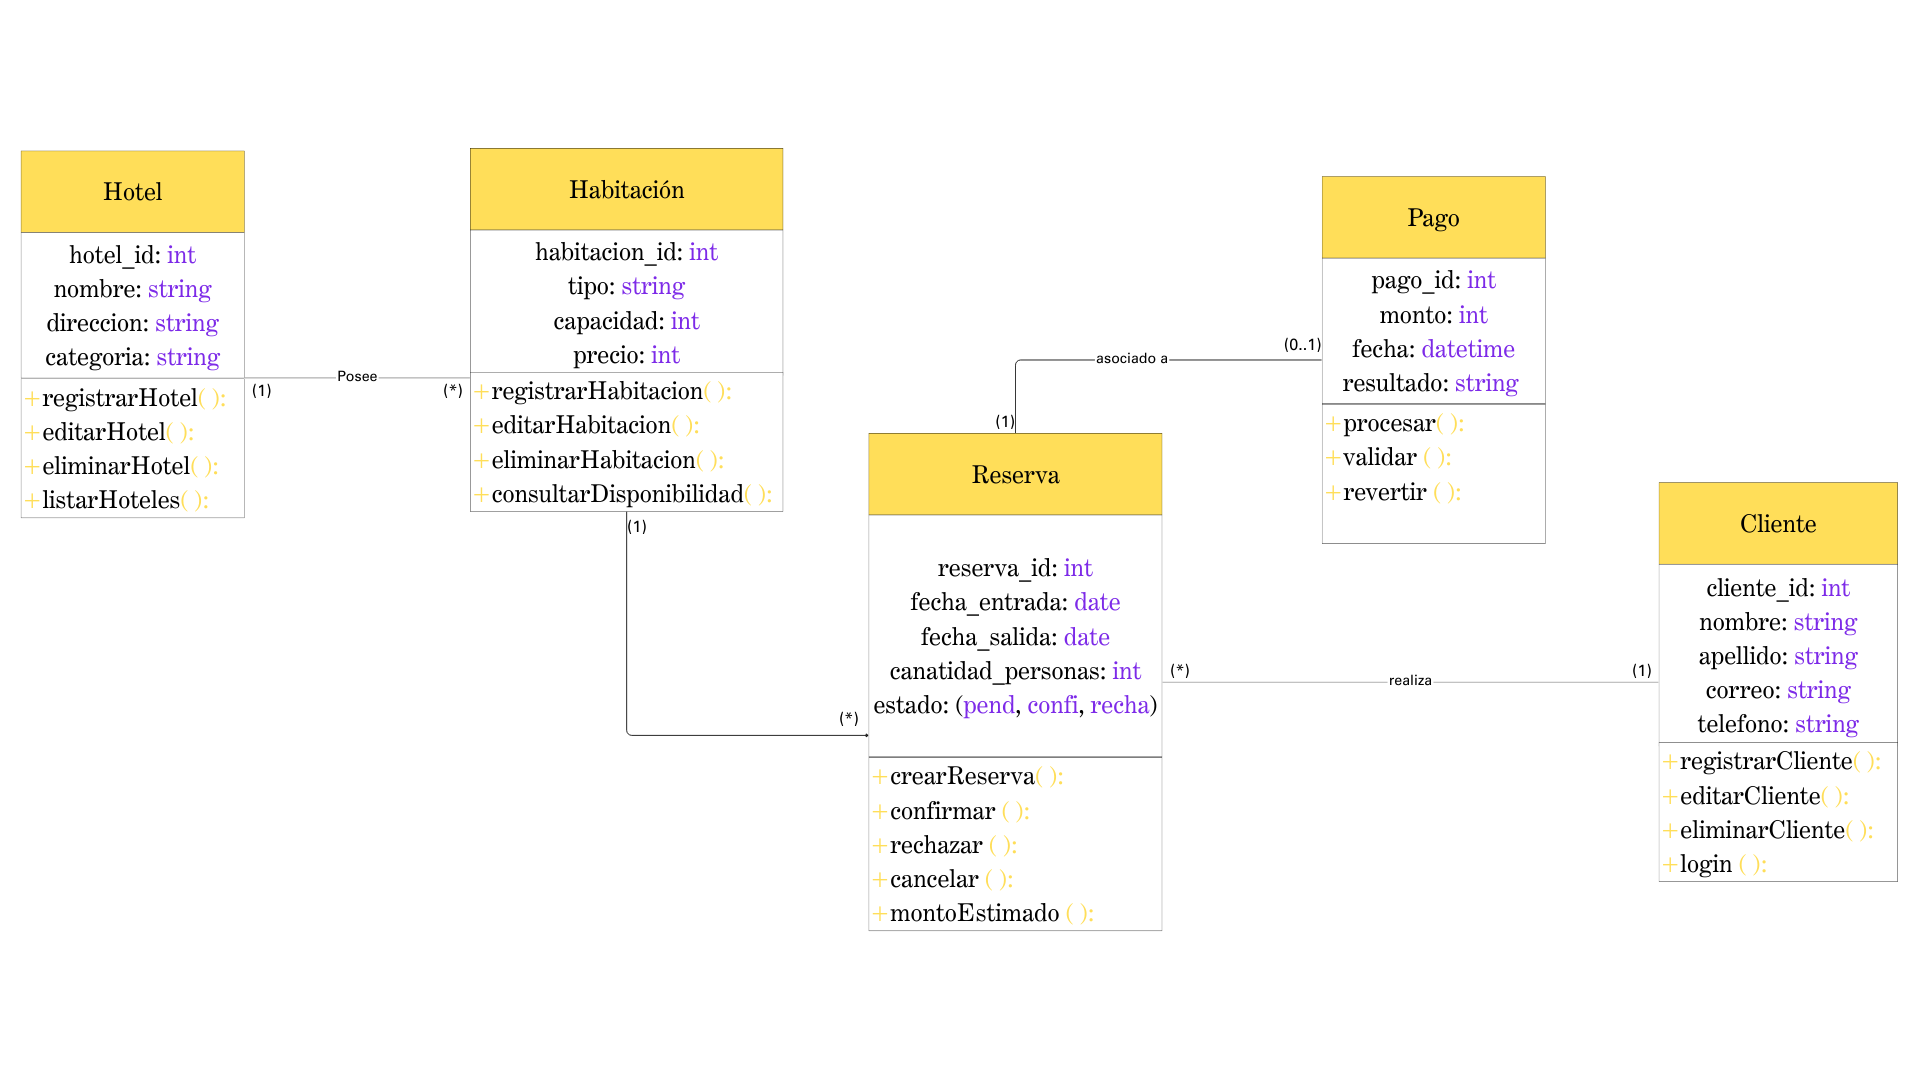 Hotel
hotel_id: int
nombre: string
direccion: string
categoria: string
+registrarHotel( ):
+editarHotel( ):
+eliminarHotel( ):
+listarHoteles( ):
(1)
Posee
(*)
Habitación
habitacion_id: int
tipo: string
capacidad: int
precio: int
+registrarHabitacion( ):
+editarHabitacion( ):
+eliminarHabitacion( ):
+consultarDisponibilidad( ):
(1)
(*)
Pago
pago_id: int
monto: int
fecha: datetime
resultado: string
+procesar( ):
+validar ( ):
+revertir ( ):
(0..1)
asociado a
(1)
Reserva
reserva_id: int
fecha_entrada: date
fecha_salida: date
canatidad_personas: int
estado: (pend, confi, recha)
+crearReserva( ):
+confirmar ( ):
+rechazar ( ):
+cancelar ( ):
+montoEstimado ( ):
(*)
realiza
(1)
Cliente
cliente_id: int
nombre: string
apellido: string
correo: string
telefono: string
+registrarCliente( ):
+editarCliente( ):
+eliminarCliente( ):
+login ( ):